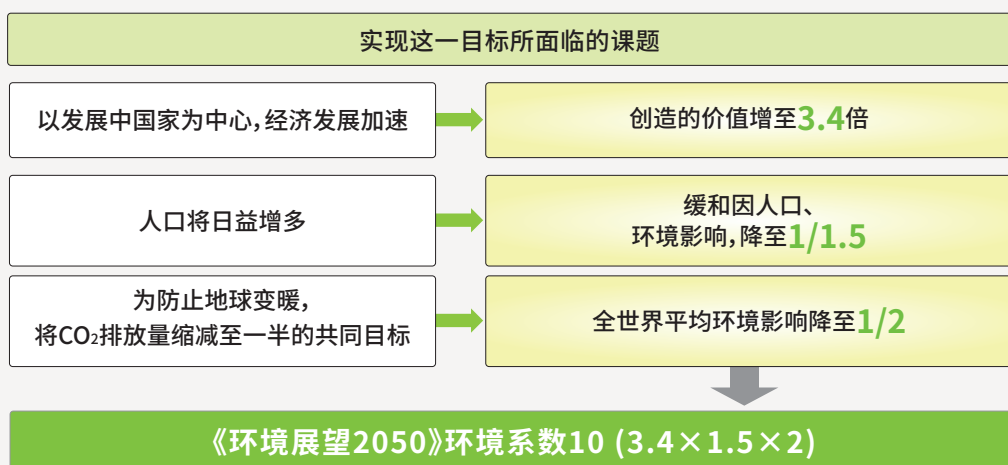 实现这一目标所面临的课题
以发展中国家为中心，经济发展加速
创造的价值增至3.4倍
人口将日益增多
缓和因人口、
环境影响，降至1/1.5
为防止地球变暖，
将CO₂排放量缩减至一半的共同目标
全世界平均环境影响降至1/2
《环境展望2050》环境系数10 (3.4×1.5×2)